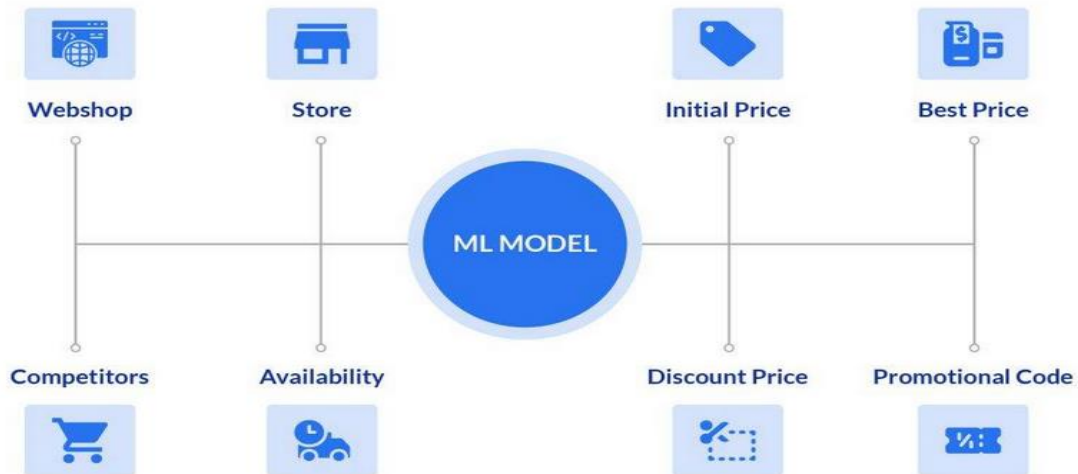 Webshop
Store
Initial Price
Best Price
ML MODEL
Competitors
Availability
Discount Price
Promotional Code